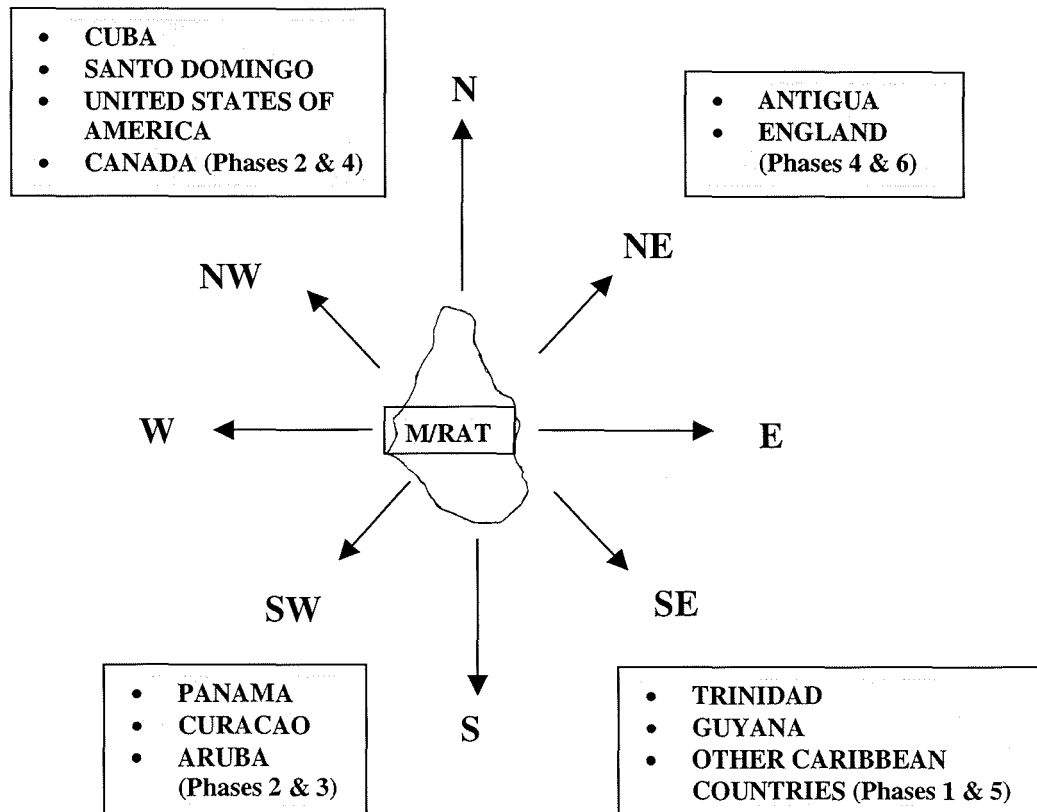 • CUBA
• SANTO DOMINGO
• UNITED STATES OF
AMERICA
• CANADA (Phases 2 & 4)
N
• ANTIGUA
• ENGLAND
(Phases 4 & 6)
NW
NE
W
M/RAT
E
SW
SE
• PANAMA
• CURACAO
• ARUBA
(Phases 2 & 3)
S
• TRINIDAD
• GUYANA
• OTHER CARIBBEAN
COUNTRIES (Phases 1 & 5)